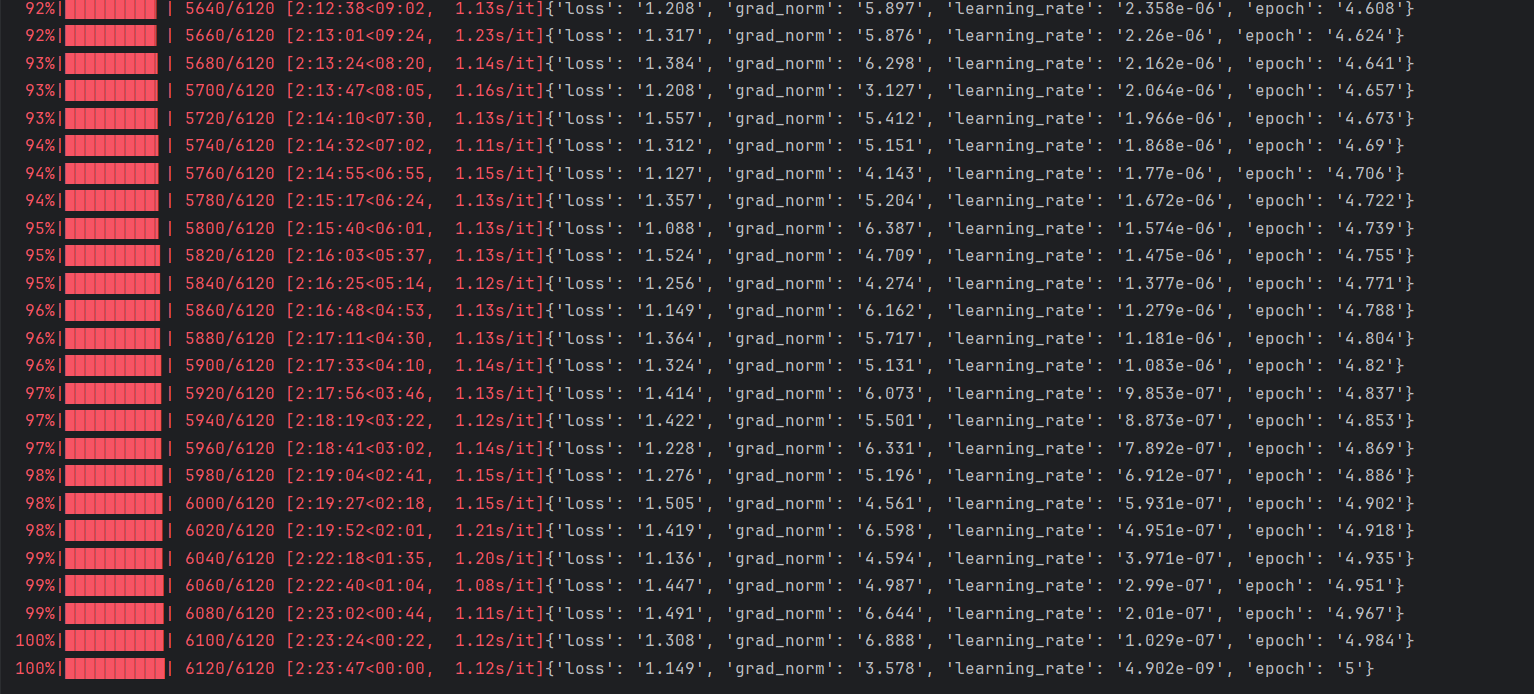 92%|██████████| 5640/6120 [2:12:38<09:02,  1.13s/it]{'loss': '1.208', 'grad_norm': '5.897', 'learning_rate': '2.358e-06', 'epoch': '4.608'}
92%|██████████| 5660/6120 [2:13:01<09:24,  1.23s/it]{'loss': '1.317', 'grad_norm': '5.876', 'learning_rate': '2.26e-06', 'epoch': '4.624'}
93%|██████████| 5680/6120 [2:13:24<08:20,  1.14s/it]{'loss': '1.384', 'grad_norm': '6.298', 'learning_rate': '2.162e-06', 'epoch': '4.641'}
93%|██████████| 5700/6120 [2:13:47<08:05,  1.16s/it]{'loss': '1.208', 'grad_norm': '3.127', 'learning_rate': '2.064e-06', 'epoch': '4.657'}
93%|██████████| 5720/6120 [2:14:10<07:30,  1.13s/it]{'loss': '1.557', 'grad_norm': '5.412', 'learning_rate': '1.966e-06', 'epoch': '4.673'}
94%|██████████| 5740/6120 [2:14:32<07:02,  1.11s/it]{'loss': '1.312', 'grad_norm': '5.151', 'learning_rate': '1.868e-06', 'epoch': '4.69'}
94%|██████████| 5760/6120 [2:14:55<06:55,  1.15s/it]{'loss': '1.127', 'grad_norm': '4.143', 'learning_rate': '1.77e-06', 'epoch': '4.706'}
94%|██████████| 5780/6120 [2:15:17<06:24,  1.13s/it]{'loss': '1.357', 'grad_norm': '5.204', 'learning_rate': '1.672e-06', 'epoch': '4.722'}
95%|██████████| 5800/6120 [2:15:40<06:01,  1.13s/it]{'loss': '1.088', 'grad_norm': '6.387', 'learning_rate': '1.574e-06', 'epoch': '4.739'}
95%|██████████| 5820/6120 [2:16:03<05:37,  1.13s/it]{'loss': '1.524', 'grad_norm': '4.709', 'learning_rate': '1.475e-06', 'epoch': '4.755'}
95%|██████████| 5840/6120 [2:16:25<05:14,  1.12s/it]{'loss': '1.256', 'grad_norm': '4.274', 'learning_rate': '1.377e-06', 'epoch': '4.771'}
96%|██████████| 5860/6120 [2:16:48<04:53,  1.13s/it]{'loss': '1.149', 'grad_norm': '6.162', 'learning_rate': '1.279e-06', 'epoch': '4.788'}
96%|██████████| 5880/6120 [2:17:11<04:30,  1.13s/it]{'loss': '1.364', 'grad_norm': '5.717', 'learning_rate': '1.181e-06', 'epoch': '4.804'}
96%|██████████| 5900/6120 [2:17:33<04:10,  1.14s/it]{'loss': '1.324', 'grad_norm': '5.131', 'learning_rate': '1.083e-06', 'epoch': '4.82'}
97%|██████████| 5920/6120 [2:17:56<03:46,  1.13s/it]{'loss': '1.414', 'grad_norm': '6.073', 'learning_rate': '9.853e-07', 'epoch': '4.837'}
97%|██████████| 5940/6120 [2:18:19<03:22,  1.12s/it]{'loss': '1.422', 'grad_norm': '5.501', 'learning_rate': '8.873e-07', 'epoch': '4.853'}
97%|██████████| 5960/6120 [2:18:41<03:02,  1.14s/it]{'loss': '1.228', 'grad_norm': '6.331', 'learning_rate': '7.892e-07', 'epoch': '4.869'}
98%|██████████| 5980/6120 [2:19:04<02:41,  1.15s/it]{'loss': '1.276', 'grad_norm': '5.196', 'learning_rate': '6.912e-07', 'epoch': '4.886'}
98%|██████████| 6000/6120 [2:19:27<02:18,  1.15s/it]{'loss': '1.505', 'grad_norm': '4.561', 'learning_rate': '5.931e-07', 'epoch': '4.902'}
98%|██████████| 6020/6120 [2:19:52<02:01,  1.21s/it]{'loss': '1.419', 'grad_norm': '6.598', 'learning_rate': '4.951e-07', 'epoch': '4.918'}
99%|██████████| 6040/6120 [2:22:18<01:35,  1.20s/it]{'loss': '1.136', 'grad_norm': '4.594', 'learning_rate': '3.971e-07', 'epoch': '4.935'}
99%|██████████| 6060/6120 [2:22:40<01:04,  1.08s/it]{'loss': '1.447', 'grad_norm': '4.987', 'learning_rate': '2.99e-07', 'epoch': '4.951'}
99%|██████████| 6080/6120 [2:23:02<00:44,  1.11s/it]{'loss': '1.491', 'grad_norm': '6.644', 'learning_rate': '2.01e-07', 'epoch': '4.967'}
100%|██████████| 6100/6120 [2:23:24<00:22,  1.12s/it]{'loss': '1.308', 'grad_norm': '6.888', 'learning_rate': '1.029e-07', 'epoch': '4.984'}
100%|██████████| 6120/6120 [2:23:47<00:00,  1.12s/it]{'loss': '1.149', 'grad_norm': '3.578', 'learning_rate': '4.902e-09', 'epoch': '5'}